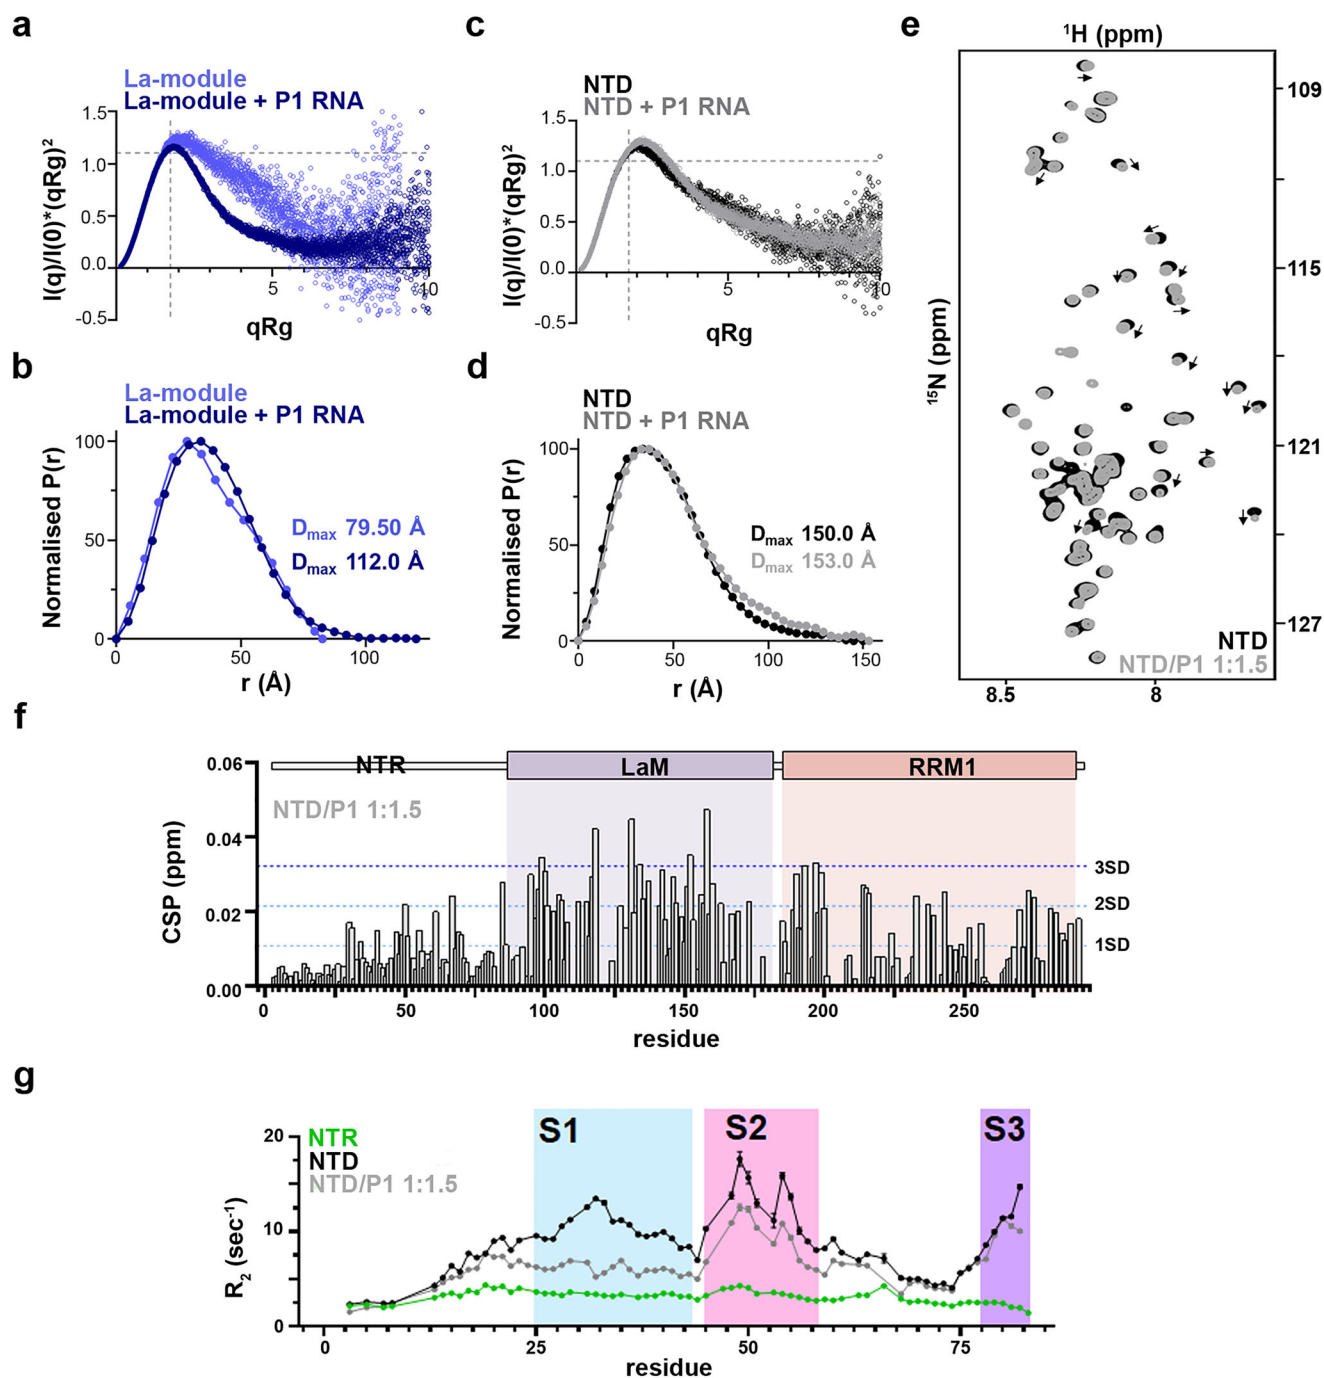 a
La-module
La-module + P1 RNA
I(q)/I(0)*(qRg)²
1.5
1.0
0.5
0.0
-0.5
5
10
qRg
b
La-module
La-module + P1 RNA
Normalised P(r)
100
50
0
Dmax 79.50 Å
Dmax 112.0 Å
0
50
100
r (Å)
c
NTD
NTD + P1 RNA
I(q)/I(0)*(qRg)²
1.5
1.0
0.5
0.0
-0.5
5
10
qRg
d
NTD
NTD + P1 RNA
Normalised P(r)
100
50
0
Dmax 150.0 Å
Dmax 153.0 Å
0
50
100
150
r (Å)
e
¹H (ppm)
¹⁵N (ppm)
109
115
121
127
NTD
NTD/P1 1:1.5
8.5
8
f
NTR
LaM
RRM1
NTD/P1 1:1.5
CSP (ppm)
0.06
0.04
0.02
0.00
3SD
2SD
1SD
0
50
100
150
200
250
residue
g
NTR
NTD
NTD/P1 1:1.5
S1
S2
S3
R₂ (sec⁻¹)
20
10
0
0
25
50
75
residue